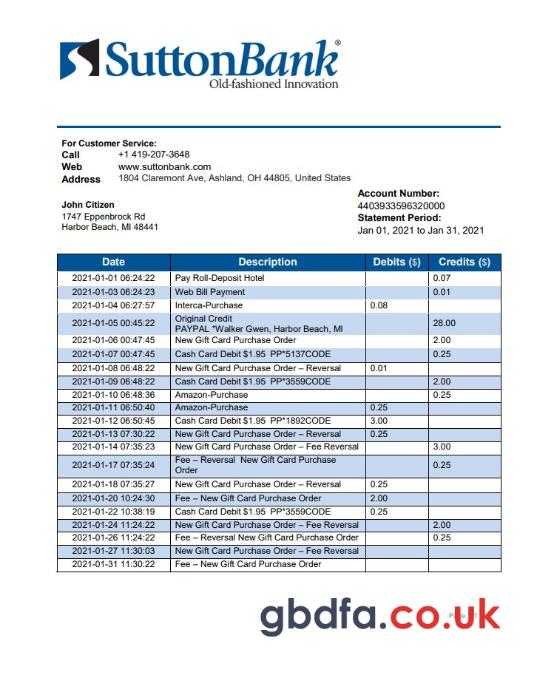 SuttonBank®
Old-fashioned Innovation
For Customer Service:
Call +1 419-207-3648
Web www.suttonbank.com
Address 1804 Claremont Ave, Ashland, OH 44805, United States
Account Number:
4403933596320000
Statement Period:
Jan 01, 2021 to Jan 31, 2021
John Citizen
1747 Eppenbrock Rd
Harbor Beach, MI 48441
Date Description Debits ($) Credits ($)
2021-01-01 06:24:22 Pay Roll-Deposit Hotel 0.07
2021-01-03 06:24:23 Web Bill Payment 0.01
2021-01-04 06:27:57 Interca-Purchase 0.08
2021-01-05 00:45:22 Original Credit
PAYPAL *Walker Gwen, Harbor Beach, MI 28.00
2021-01-06 00:47:45 New Gift Card Purchase Order 2.00
2021-01-07 00:47:45 Cash Card Debit $1.95 PP*5137CODE 0.25
2021-01-08 06:48:22 New Gift Card Purchase Order – Reversal 0.01
2021-01-09 06:48:22 Cash Card Debit $1.95 PP*3559CODE 2.00
2021-01-10 06:48:36 Amazon-Purchase 0.25
2021-01-11 06:50:40 Amazon-Purchase 0.25
2021-01-12 06:50:45 Cash Card Debit $1.95 PP*1892CODE 3.00
2021-01-13 07:30:22 New Gift Card Purchase Order – Reversal 0.25
2021-01-14 07:35:23 New Gift Card Purchase Order – Fee Reversal 3.00
2021-01-17 07:35:24 Fee – Reversal New Gift Card Purchase
Order 0.25
2021-01-18 07:35:27 New Gift Card Purchase Order – Reversal 0.25
2021-01-20 10:24:30 Fee – New Gift Card Purchase Order 2.00
2021-01-22 10:38:19 Cash Card Debit $1.95 PP*3559CODE 0.25
2021-01-24 11:24:22 New Gift Card Purchase Order – Fee Reversal 2.00
2021-01-26 11:24:22 Fee – Reversal New Gift Card Purchase Order 0.25
2021-01-27 11:30:03 New Gift Card Purchase Order – Fee Reversal
2021-01-31 11:30:22 Fee – New Gift Card Purchase Order
gbdfa.co.uk